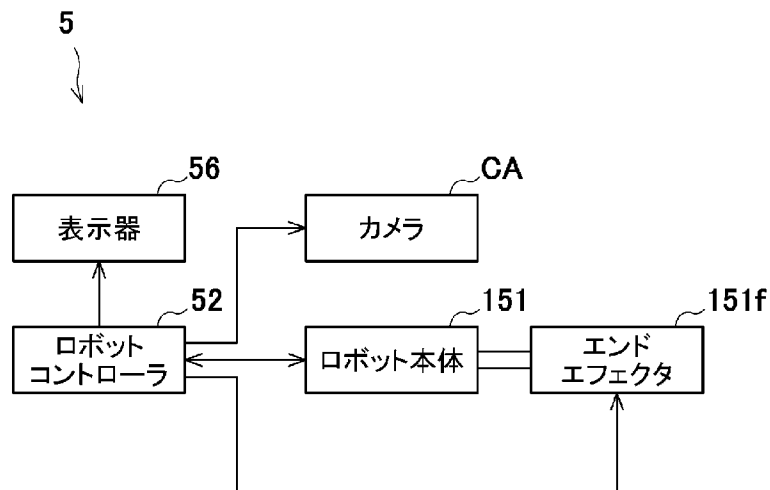 5
56
CA
表示器
カメラ
52
151
151f
ロボット
コントローラ
ロボット本体
エンド
エフェクタ